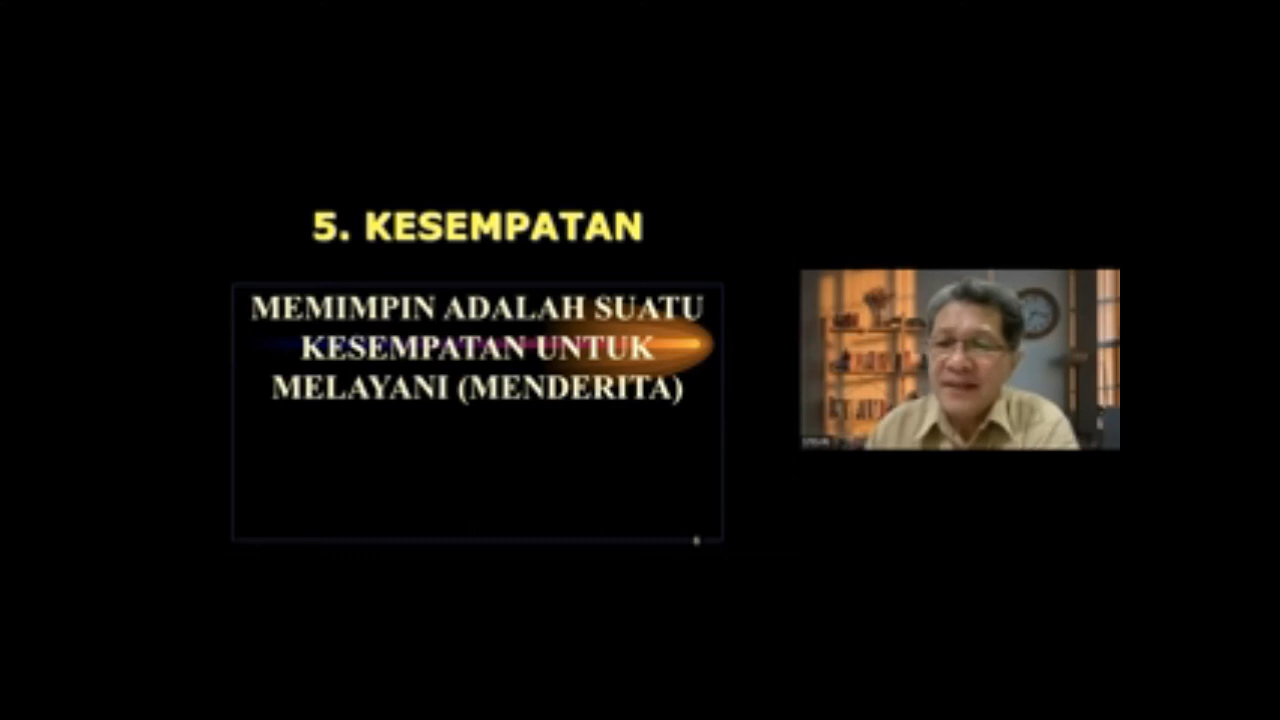 5. KESEMPATAN
MEMIMPIN ADALAH SUATU
KESEMPATAN UNTUK
MELAYANI (MENDERITA)